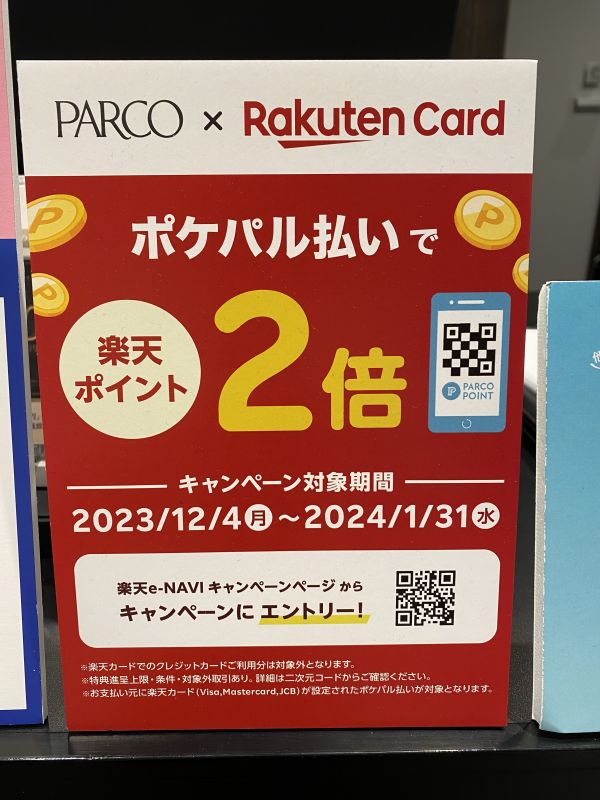 PARCO × Rakuten Card
ポケパル払いで
楽天
ポイント
2倍
PARCO
POINT
キャンペーン対象期間
2023/12/4(月)～2024/1/31(水)
楽天e-NAVI キャンペーンページから
キャンペーンに エントリー!
※楽天カードでのクレジットカードご利用分は対象外となります。
※特典進呈上限・条件・対象外取引あり。詳細は二次元コードからご確認ください。
※お支払い元に楽天カード(Visa,Mastercard,JCB)が設定されたポケパル払いが対象となります。